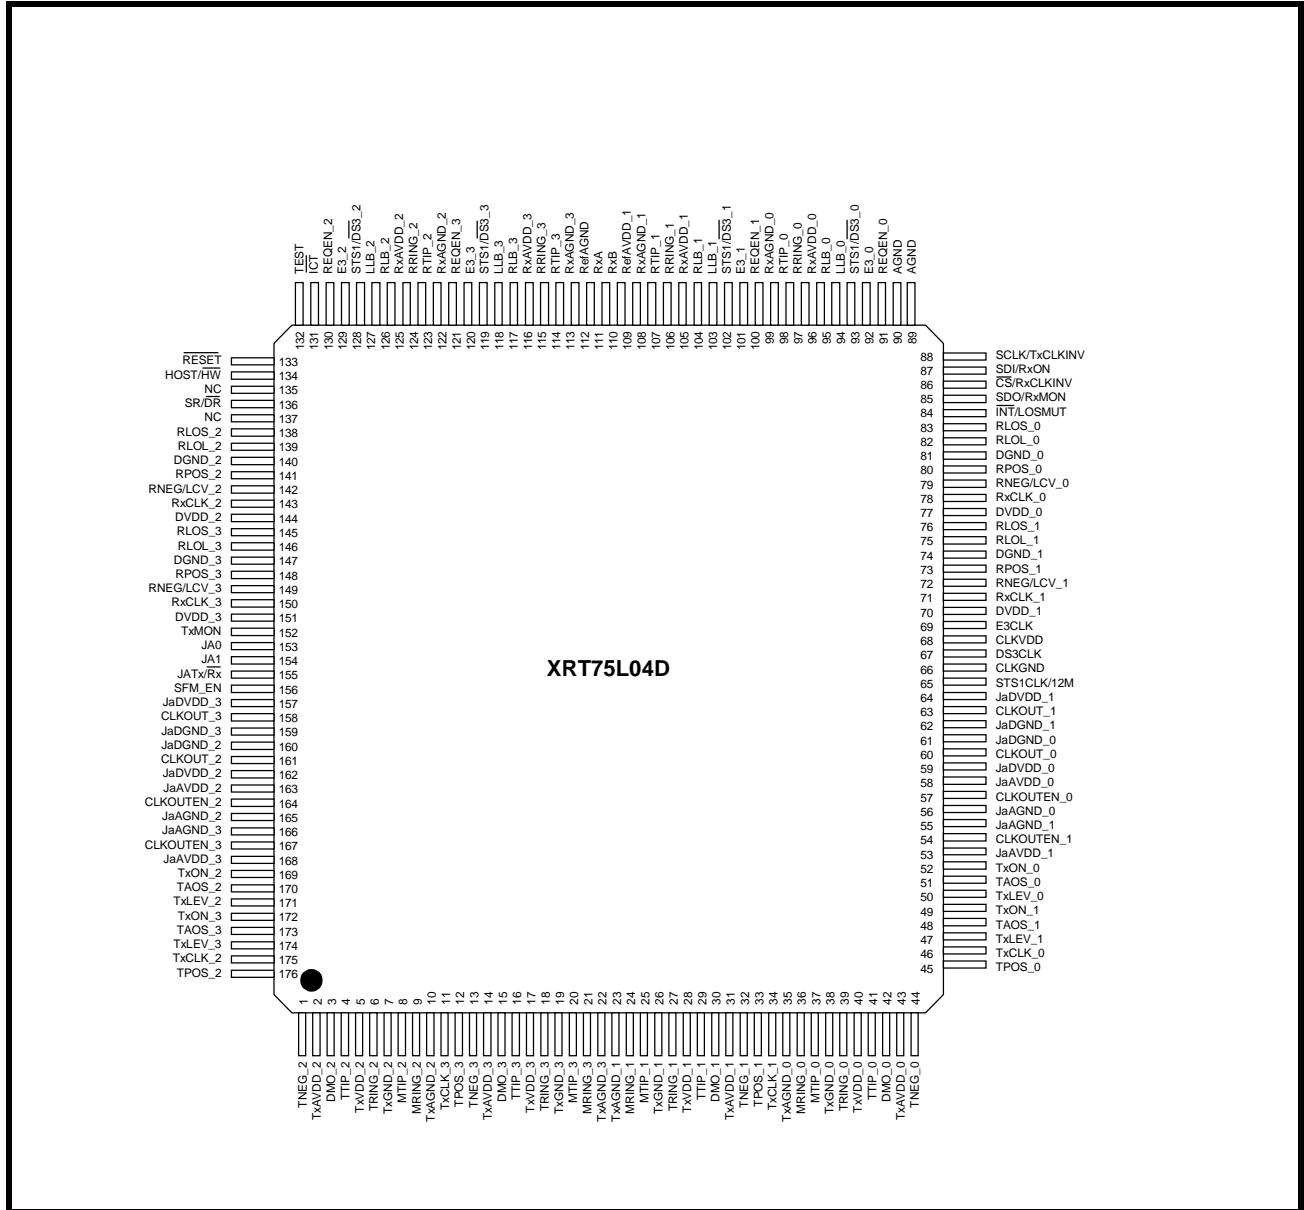 TEST
ICT
REQEN_2
E3_2
STS1/DS3_2
LLB_2
RLB_2
RxAVDD_2
RRING_2
RTIP_2
RxAGND_2
REQEN_3
E3_3
STS1/DS3_3
LLB_3
RLB_3
RxAVDD_3
RRING_3
RTIP_3
RxAGND_3
RefAGND
RxA
RxB
RefAVDD_1
RxAGND_1
RTIP_1
RRING_1
RxAVDD_1
RLB_1
LLB_1
STS1/DS3_1
E3_1
REQEN_1
RxAGND_0
RTIP_0
RRING_0
RxAVDD_0
RLB_0
LLB_0
STS1/DS3_0
E3_0
REQEN_0
AGND
AGND
132
131
130
129
128
127
126
125
124
123
122
121
120
119
118
117
116
115
114
113
112
111
110
109
108
107
106
105
104
103
102
101
100
99
98
97
96
95
94
93
92
91
90
89
RESET 133
HOST/HW 134
NC 135
SR/DR 136
NC 137
RLOS_2 138
RLOL_2 139
DGND_2 140
RPOS_2 141
RNEG/LCV_2 142
RxCLK_2 143
DVDD_2 144
RLOS_3 145
RLOL_3 146
DGND_3 147
RPOS_3 148
RNEG/LCV_3 149
RxCLK_3 150
DVDD_3 151
TxMON 152
JA0 153
JA1 154
JATx/Rx 155
SFM_EN 156
JaDVDD_3 157
CLKOUT_3 158
JaDGND_3 159
JaDGND_2 160
CLKOUT_2 161
JaDVDD_2 162
JaAVDD_2 163
CLKOUTEN_2 164
JaAGND_2 165
JaAGND_3 166
CLKOUTEN_3 167
JaAVDD_3 168
TxON_2 169
TAOS_2 170
TxLEV_2 171
TxON_3 172
TAOS_3 173
TxLEV_3 174
TxCLK_2 175
TPOS_2 176
XRT75L04D
88 SCLK/TxCLKINV
87 SDI/RxON
86 CS/RxCLKINV
85 SDO/RxMON
84 INT/LOSMUT
83 RLOS_0
82 RLOL_0
81 DGND_0
80 RPOS_0
79 RNEG/LCV_0
78 RxCLK_0
77 DVDD_0
76 RLOS_1
75 RLOL_1
74 DGND_1
73 RPOS_1
72 RNEG/LCV_1
71 RxCLK_1
70 DVDD_1
69 E3CLK
68 CLKVDD
67 DS3CLK
66 CLKGND
65 STS1CLK/12M
64 JaDVDD_1
63 CLKOUT_1
62 JaDGND_1
61 JaDGND_0
60 CLKOUT_0
59 JaDVDD_0
58 JaAVDD_0
57 CLKOUTEN_0
56 JaAGND_0
55 JaAGND_1
54 CLKOUTEN_1
53 JaAVDD_1
52 TxON_0
51 TAOS_0
50 TxLEV_0
49 TxON_1
48 TAOS_1
47 TxLEV_1
46 TxCLK_0
45 TPOS_0
1
2
3
4
5
6
7
8
9
10
11
12
13
14
15
16
17
18
19
20
21
22
23
24
25
26
27
28
29
30
31
32
33
34
35
36
37
38
39
40
41
42
43
44
TNEG_2
TxAVDD_2
DMO_2
TTIP_2
TxVDD_2
TRING_2
TxGND_2
MTIP_2
MRING_2
TxAGND_2
TxCLK_3
TPOS_3
TNEG_3
TxAVDD_3
DMO_3
TTIP_3
TxVDD_3
TRING_3
TxGND_3
MTIP_3
MRING_3
TxAGND_3
TxAGND_1
MRING_1
MTIP_1
TxGND_1
TRING_1
TxVDD_1
TTIP_1
DMO_1
TxAVDD_1
TNEG_1
TPOS_1
TxCLK_1
TxAGND_0
MRING_0
MTIP_0
TxGND_0
TRING_0
TxVDD_0
TTIP_0
DMO_0
TxAVDD_0
TNEG_0